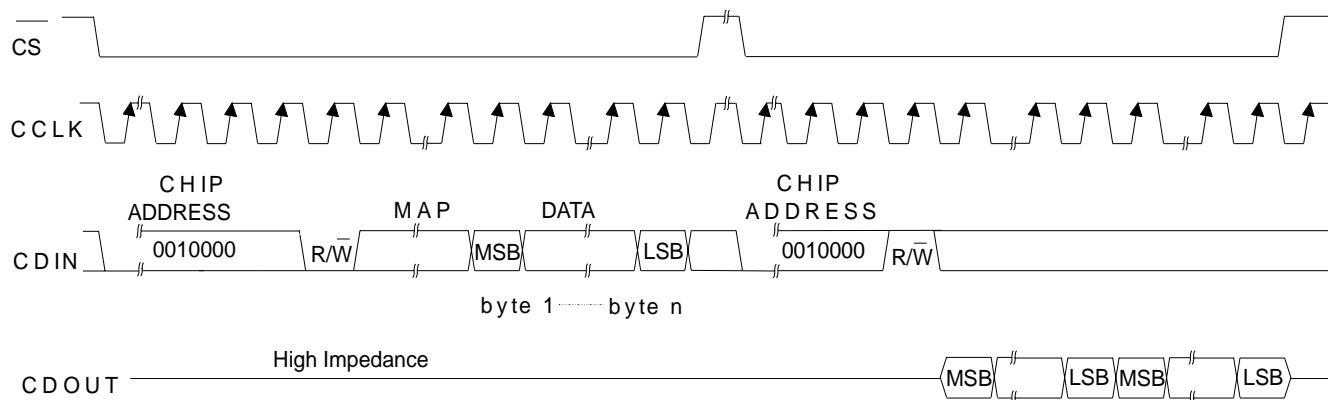 CS
CCLK
CHIP
ADDRESS
MAP
DATA
CHIP
ADDRESS
CDIN
0010000
R/W
MSB
LSB
0010000
R/W
byte 1
byte n
High Impedance
CDOUT
MSB
LSB
MSB
LSB